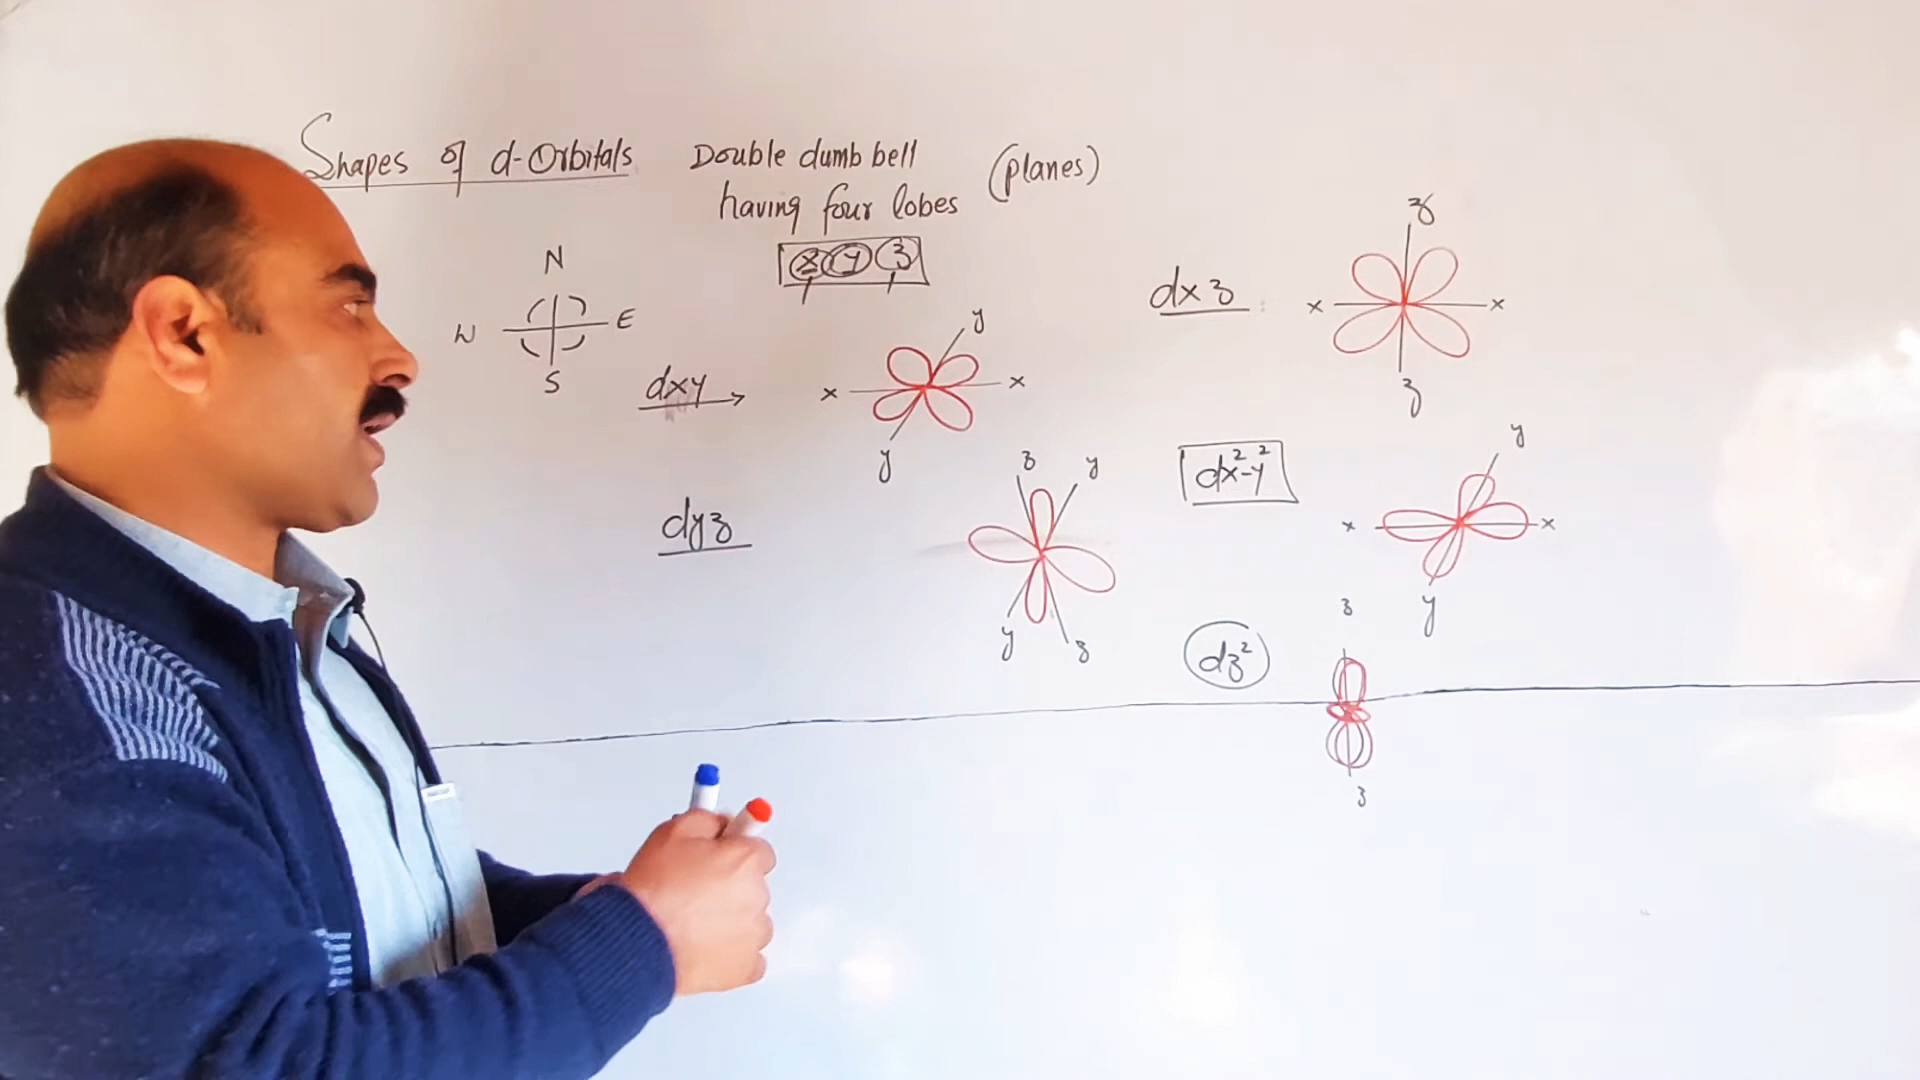 Shapes of d-Orbitals
Double dumb bell
having four lobes
(planes)
N
W E
S
x y z
dxy
y
x x
y
dyz
z y
y z
dxz
z
x x
z
dx²-y²
y
x x
y
dz²
z
z